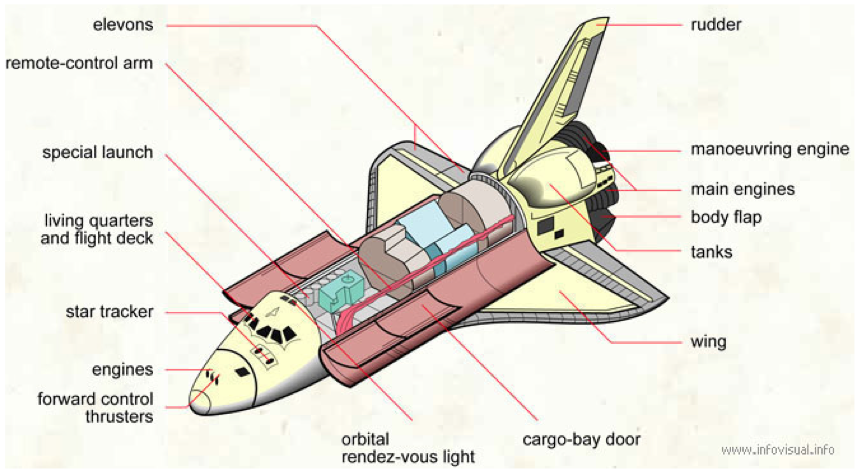 elevons
remote-control arm
special launch
living quarters
and flight deck
star tracker
engines
forward control
thrusters
orbital
rendez-vous light
cargo-bay door
rudder
manoeuvring engine
main engines
body flap
tanks
wing
www.infovisual.info